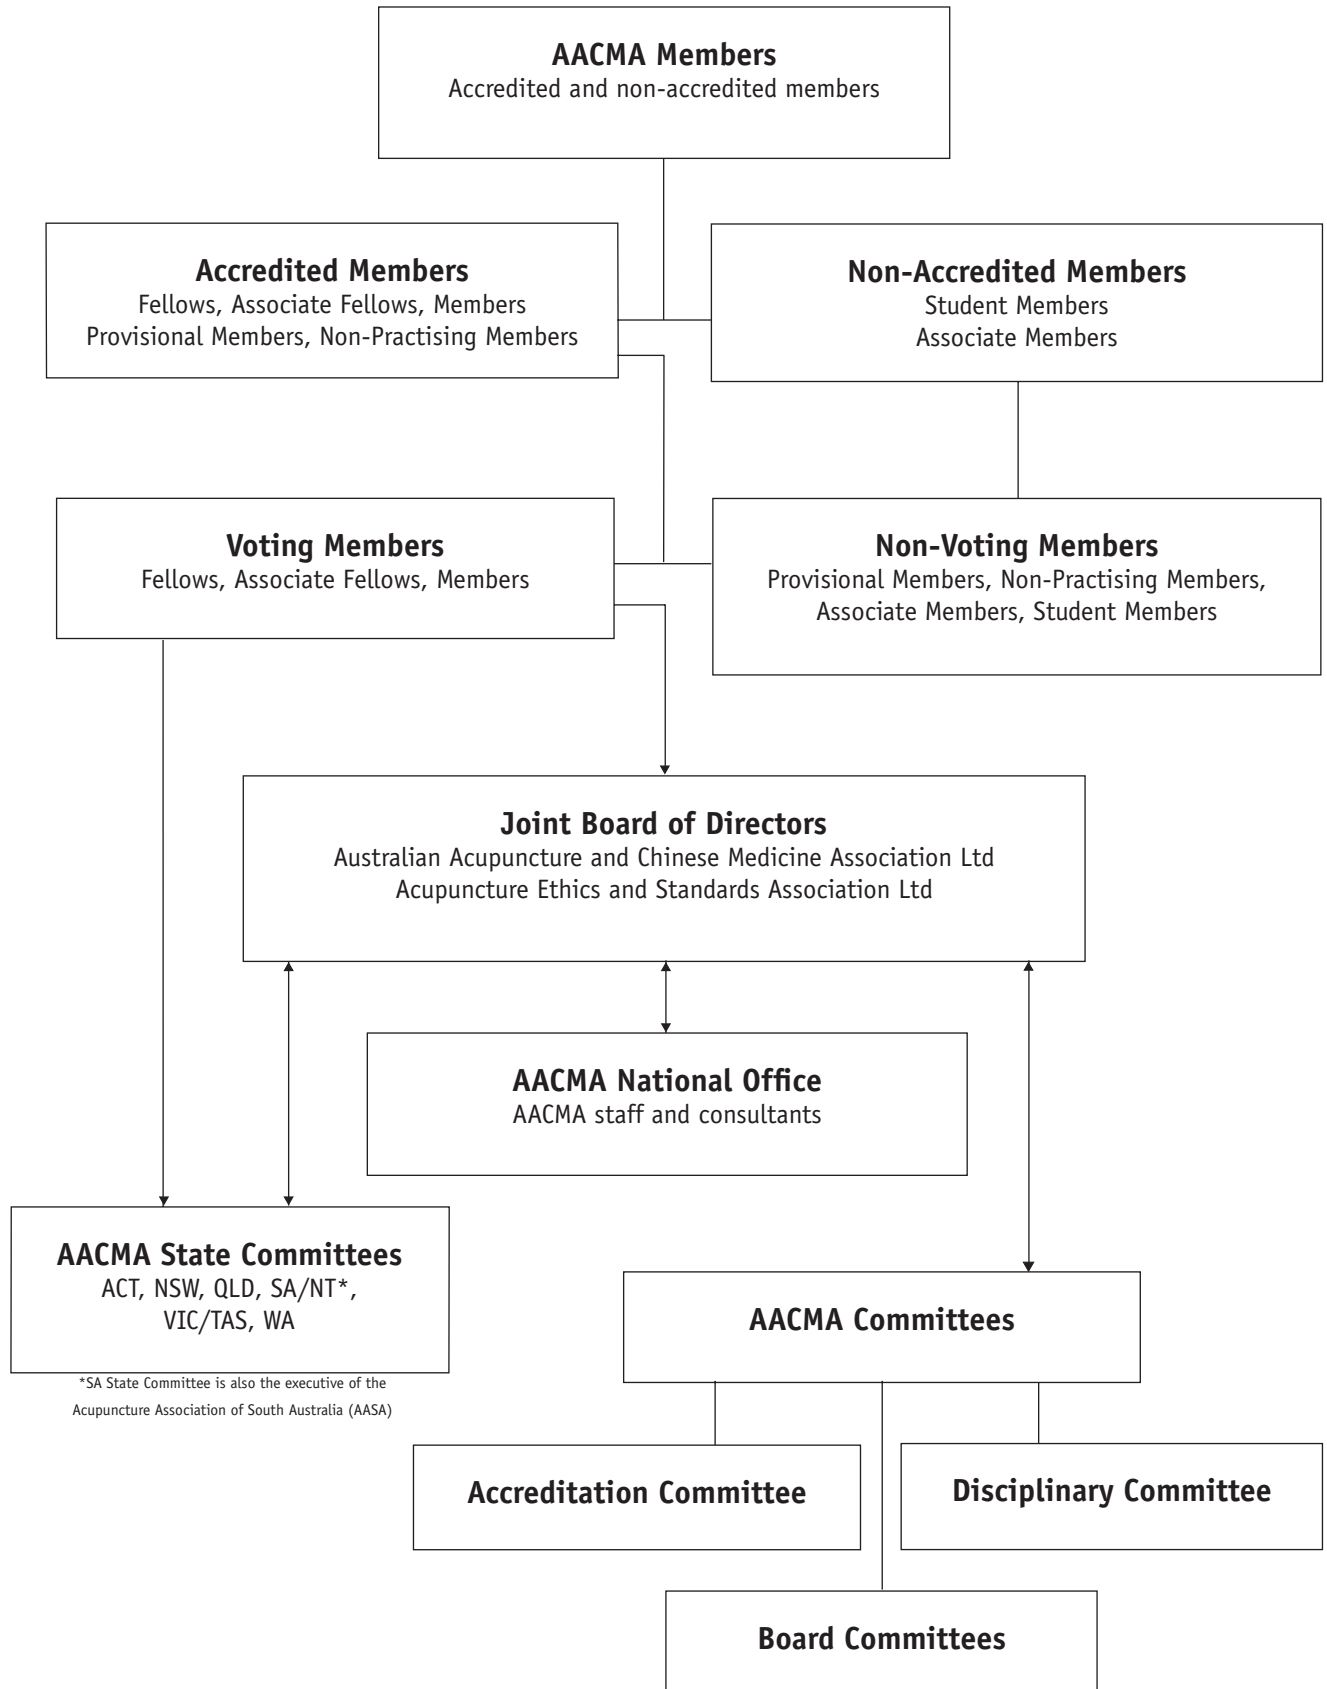 AACMA Members
Accredited and non-accredited members
Accredited Members
Fellows, Associate Fellows, Members
Provisional Members, Non-Practising Members
Non-Accredited Members
Student Members
Associate Members
Voting Members
Fellows, Associate Fellows, Members
Non-Voting Members
Provisional Members, Non-Practising Members,
Associate Members, Student Members
Joint Board of Directors
Australian Acupuncture and Chinese Medicine Association Ltd
Acupuncture Ethics and Standards Association Ltd
AACMA National Office
AACMA staff and consultants
AACMA State Committees
ACT, NSW, QLD, SA/NT*,
VIC/TAS, WA
*SA State Committee is also the executive of the
Acupuncture Association of South Australia (AASA)
AACMA Committees
Accreditation Committee
Disciplinary Committee
Board Committees